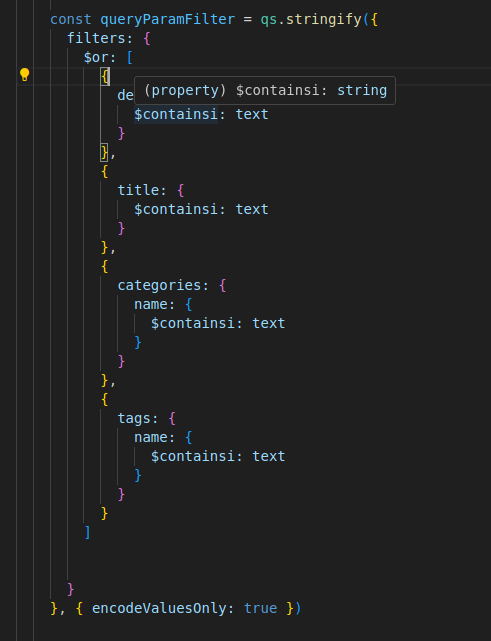 const queryParamFilter = qs.stringify({
filters: {
$or: [
{
de
(property) $containsi: string
$containsi: text
}
},
{
title: {
$containsi: text
}
},
{
categories: {
name: {
$containsi: text
}
}
},
{
tags: {
name: {
$containsi: text
}
}
}
]
}
}, { encodeValuesOnly: true })